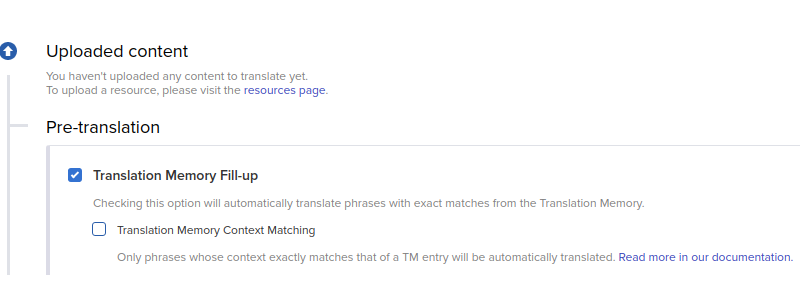 Uploaded content
You haven't uploaded any content to translate yet.
To upload a resource, please visit the resources page.
Pre-translation
Translation Memory Fill-up
Checking this option will automatically translate phrases with exact matches from the Translation Memory.
Translation Memory Context Matching
Only phrases whose context exactly matches that of a TM entry will be automatically translated. Read more in our documentation.